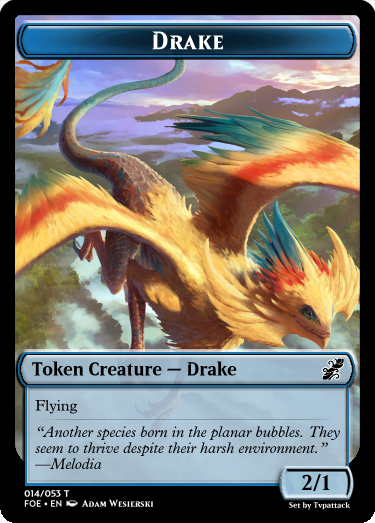 DRAKE
Token Creature — Drake
Flying
“Another species born in the planar bubbles. They
seem to thrive despite their harsh environment.”
—Melodia
2/1
014/053 T
FOE • EN ADAM WESIERSKI
Set by Tvpattack